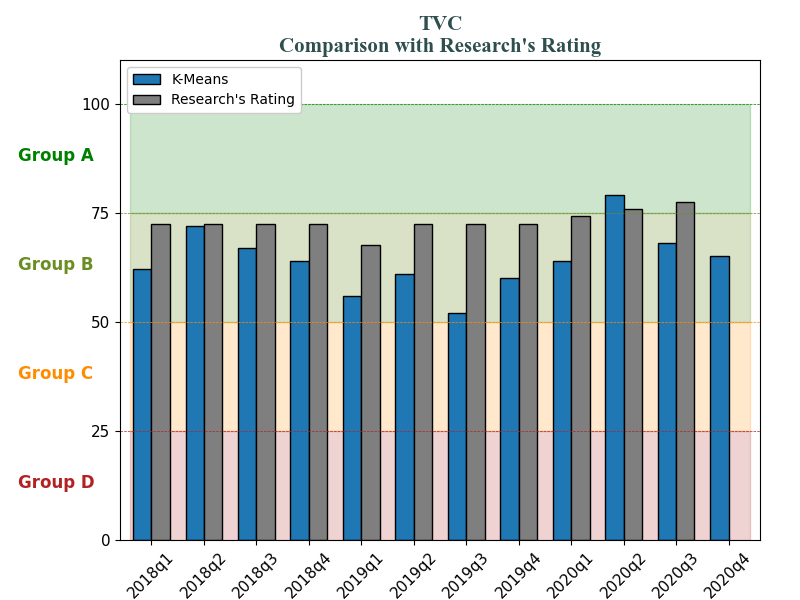 TVC
Comparison with Research's Rating
K-Means
Research's Rating
100
Group A
75
Group B
50
Group C
25
Group D
0
2018q1
2018q2
2018q3
2018q4
2019q1
2019q2
2019q3
2019q4
2020q1
2020q2
2020q3
2020q4